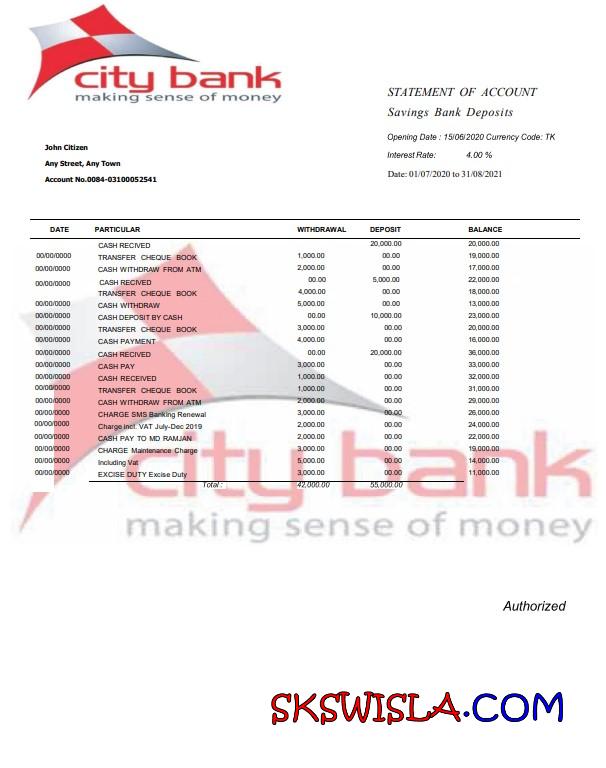 city bank
making sense of money
STATEMENT OF ACCOUNT
Savings Bank Deposits
Opening Date : 15/06/2020 Currency Code: TK
Interest Rate: 4.00 %
Date: 01/07/2020 to 31/08/2021
John Citizen
Any Street, Any Town
Account No.0084-03100052541
DATE PARTICULAR WITHDRAWAL DEPOSIT BALANCE
CASH RECIVED 20,000.00 20,000.00
00/00/0000 TRANSFER CHEQUE BOOK 1,000.00 00.00 19,000.00
00/00/0000 CASH WITHDRAW FROM ATM 2,000.00 00.00 17,000.00
00/00/0000 CASH RECIVED 00.00 5,000.00 22,000.00
TRANSFER CHEQUE BOOK 4,000.00 00.00 18,000.00
00/00/0000 CASH WITHDRAW 5,000.00 00.00 13,000.00
00/00/0000 CASH DEPOSIT BY CASH 00.00 10,000.00 23,000.00
00/00/0000 TRANSFER CHEQUE BOOK 3,000.00 00.00 20,000.00
00/00/0000 CASH PAYMENT 4,000.00 00.00 16,000.00
00/00/0000 CASH RECIVED 00.00 20,000.00 36,000.00
00/00/0000 CASH PAY 3,000.00 00.00 33,000.00
00/00/0000 CASH RECEIVED 1,000.00 00.00 32,000.00
00/00/0000 TRANSFER CHEQUE BOOK 1,000.00 00.00 31,000.00
00/00/0000 CASH WITHDRAW FROM ATM 2,000.00 00.00 29,000.00
00/00/0000 CHARGE SMS Banking Renewal 3,000.00 00.00 26,000.00
00/00/0000 Charge incl. VAT July-Dec 2019 2,000.00 00.00 24,000.00
00/00/0000 CASH PAY TO MD RAMJAN 2,000.00 00.00 22,000.00
00/00/0000 CHARGE Maintenance Charge 3,000.00 00.00 19,000.00
00/00/0000 Including Vat 5,000.00 00.00 14,000.00
00/00/0000 EXCISE DUTY Excise Duty 3,000.00 00.00 11,000.00
Total : 42,000.00 55,000.00
city bank
making sense of money
Authorized
SKSWISLA.COM